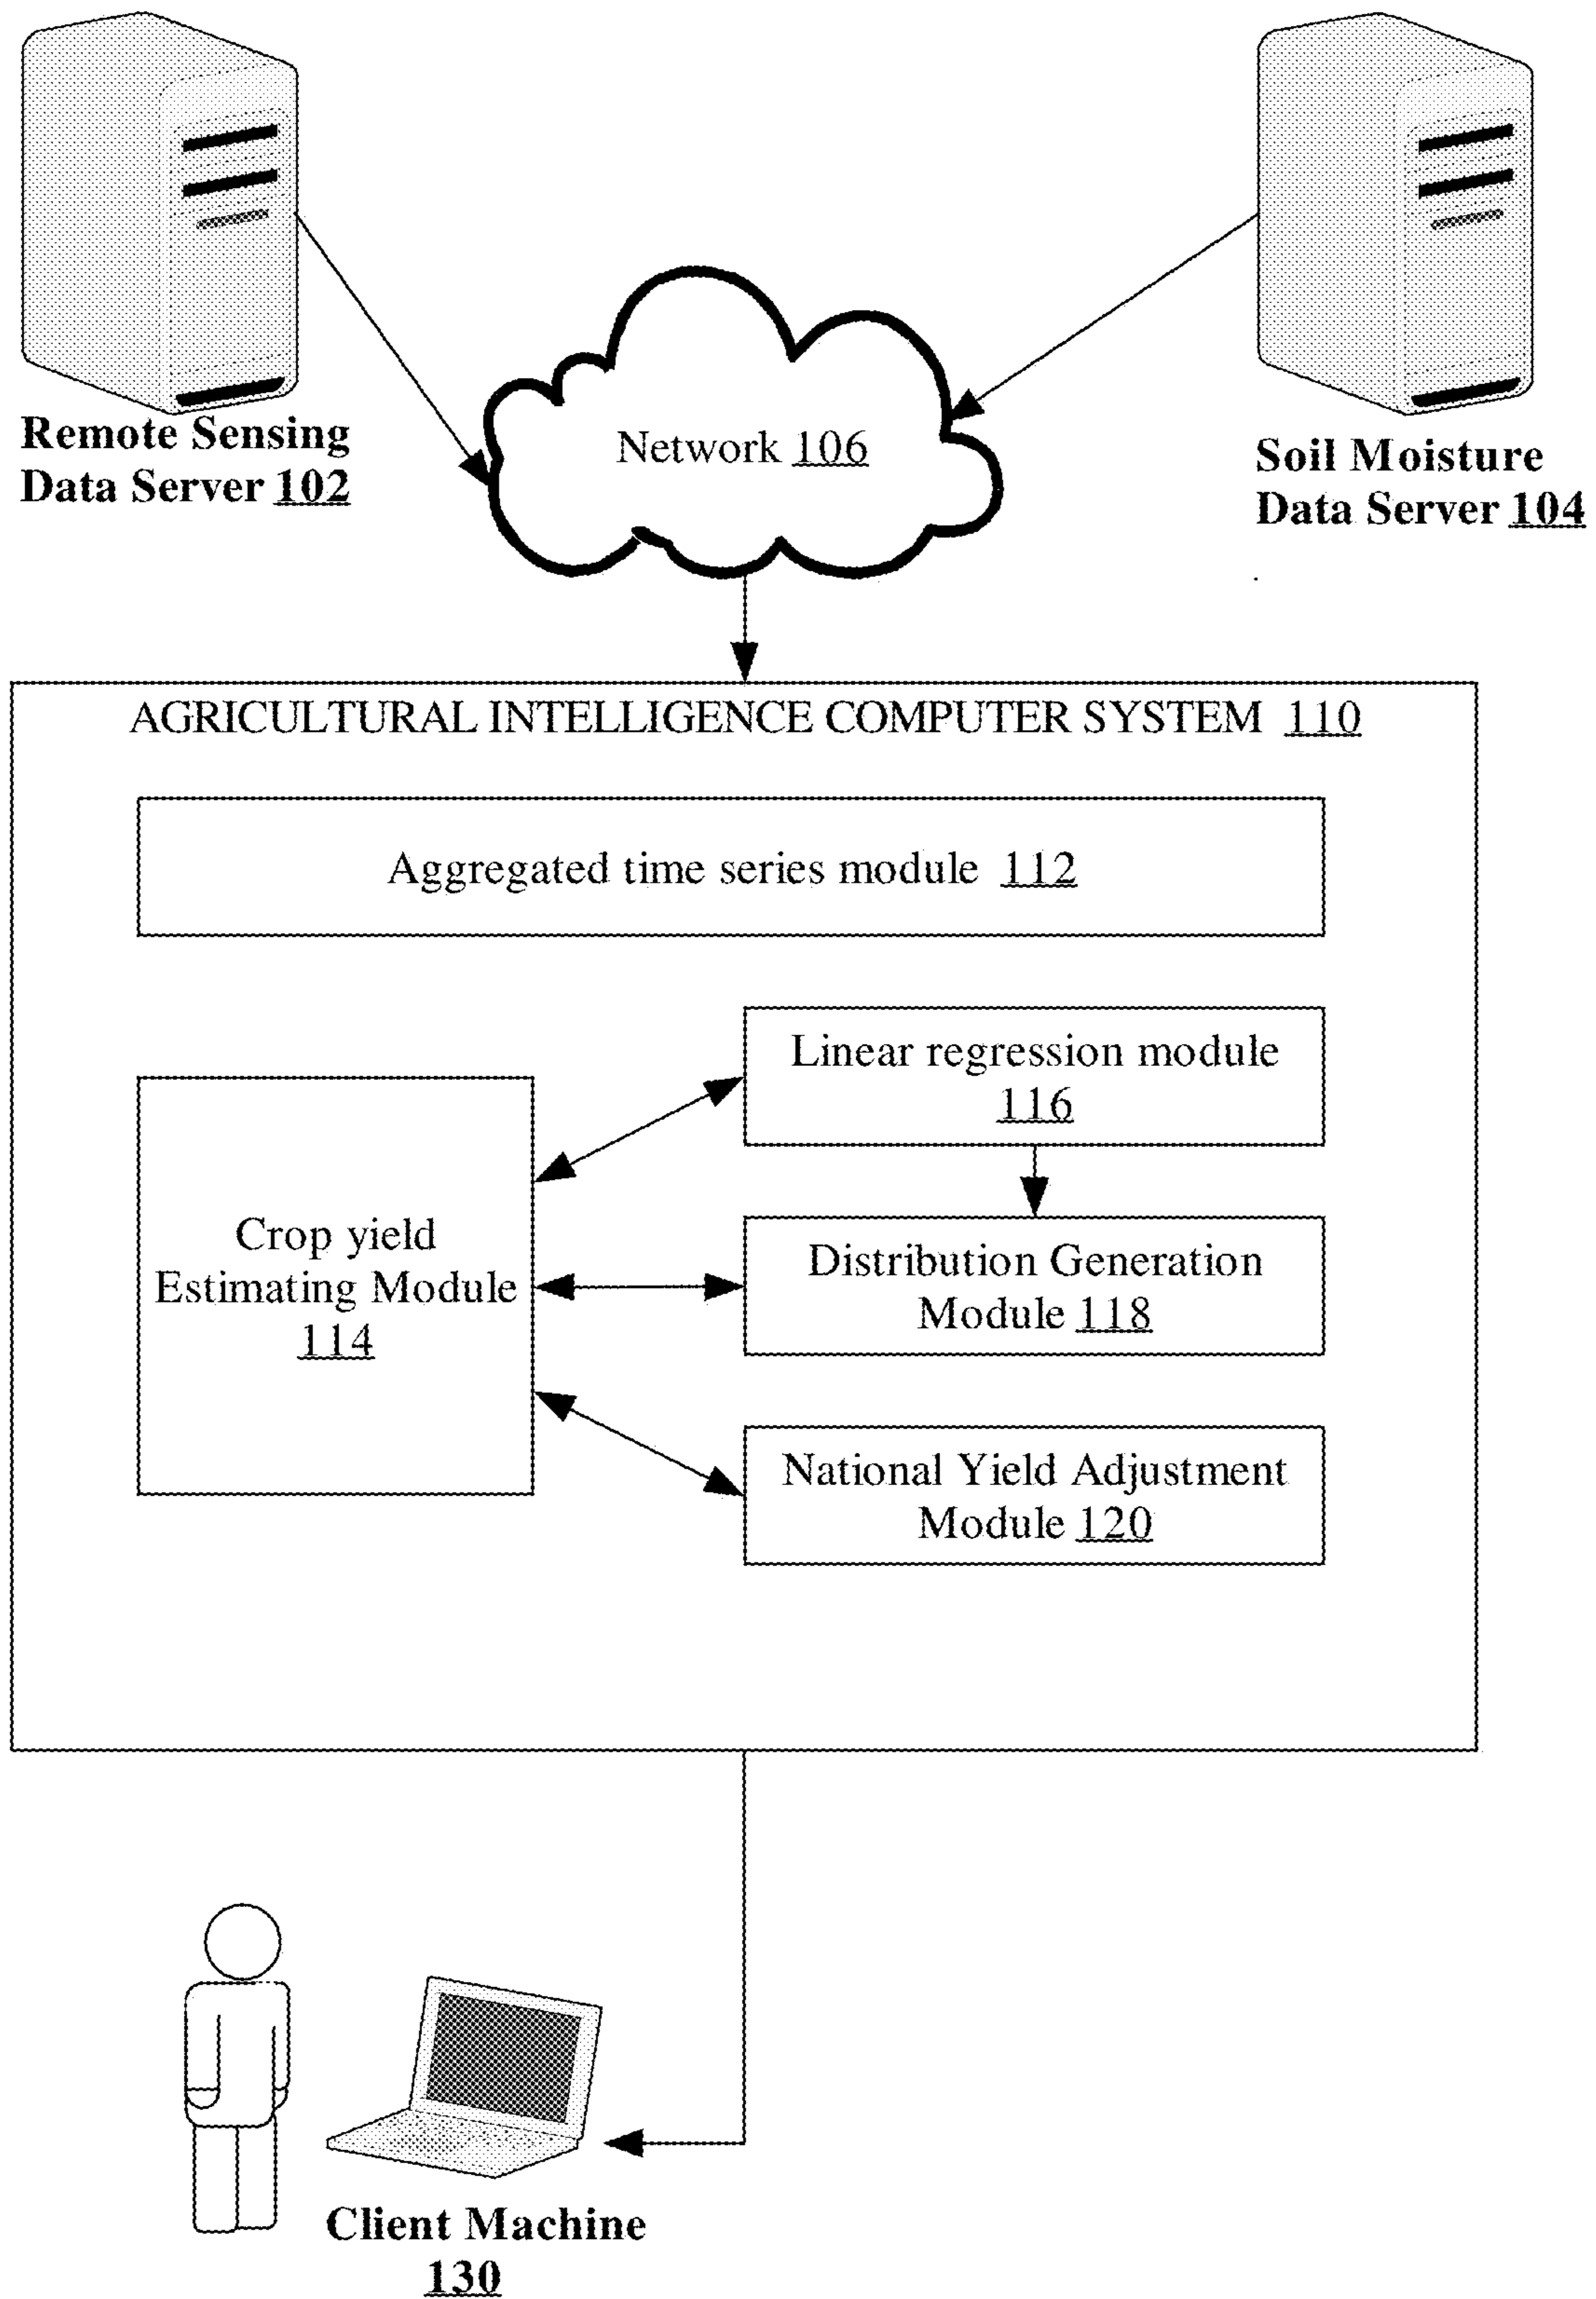 Remote Sensing
Data Server 102
Network 106
Soil Moisture
Data Server 104
AGRICULTURAL INTELLIGENCE COMPUTER SYSTEM 110
Aggregated time series module 112
Linear regression module
116
Crop yield
Estimating Module
114
Distribution Generation
Module 118
National Yield Adjustment
Module 120
Client Machine
130